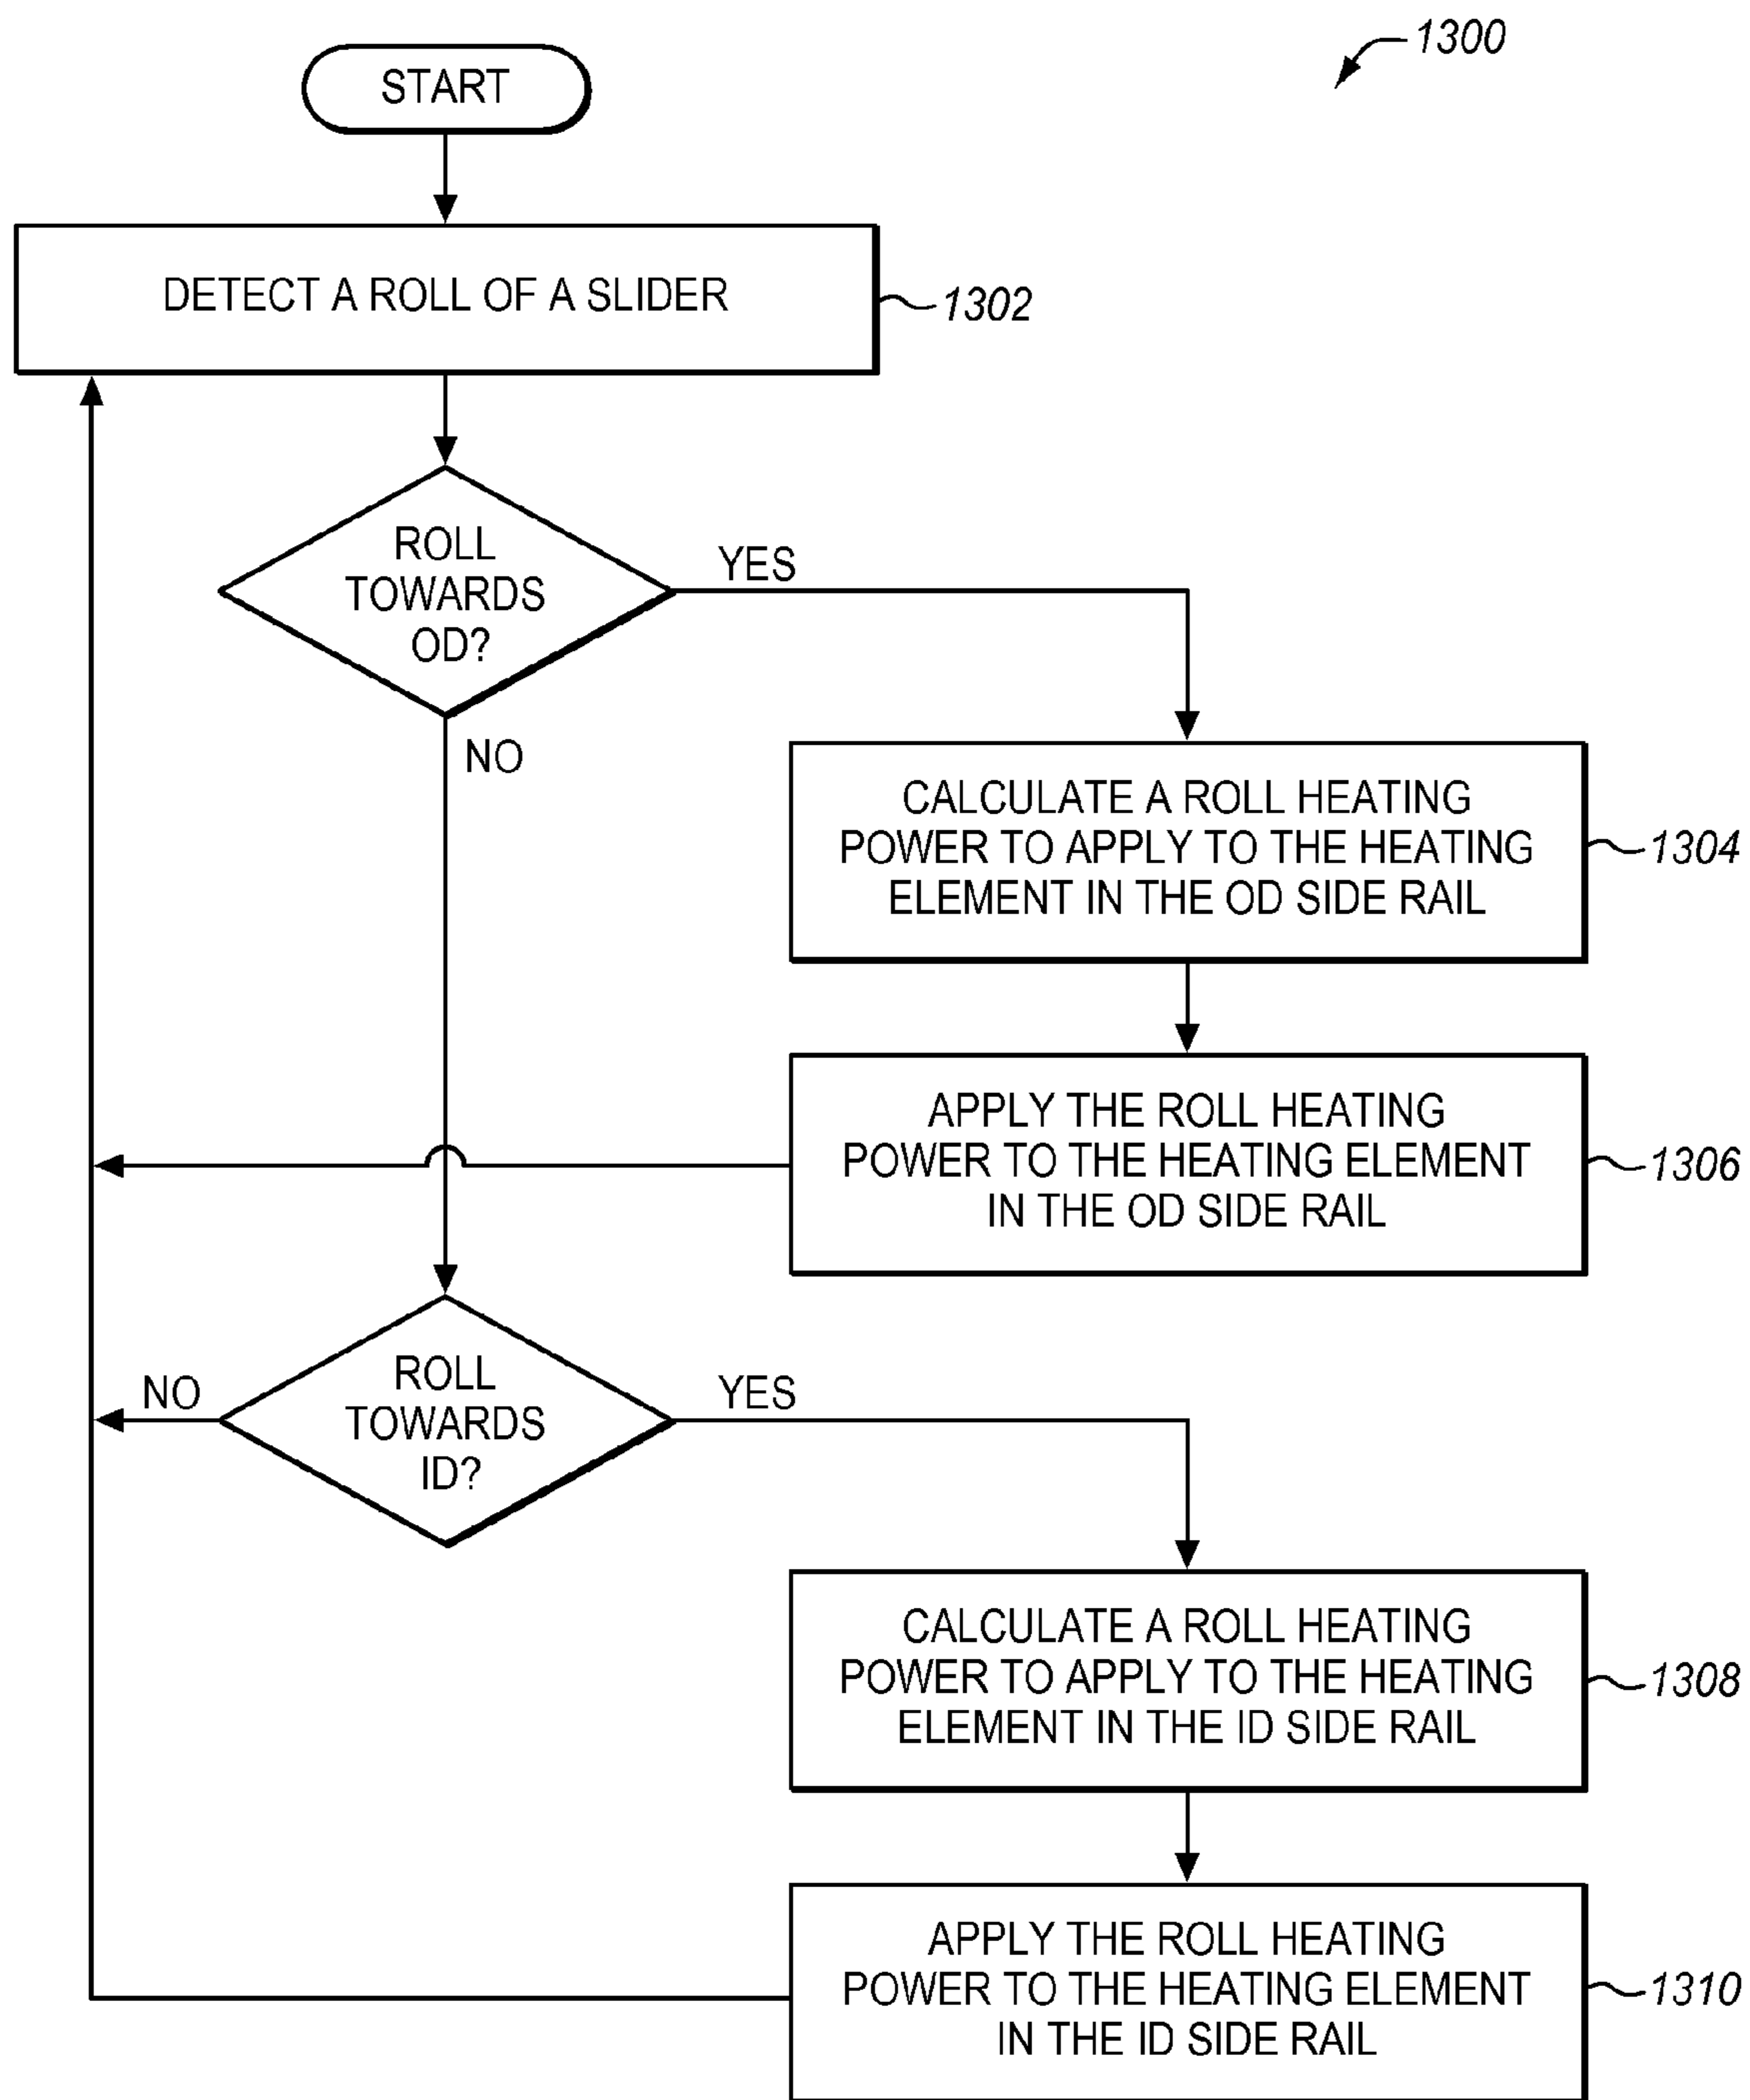 1300
START
DETECT A ROLL OF A SLIDER
1302
ROLL
TOWARDS
OD?
YES
NO
CALCULATE A ROLL HEATING
POWER TO APPLY TO THE HEATING
ELEMENT IN THE OD SIDE RAIL
1304
APPLY THE ROLL HEATING
POWER TO THE HEATING ELEMENT
IN THE OD SIDE RAIL
1306
ROLL
TOWARDS
ID?
NO
YES
CALCULATE A ROLL HEATING
POWER TO APPLY TO THE HEATING
ELEMENT IN THE ID SIDE RAIL
1308
APPLY THE ROLL HEATING
POWER TO THE HEATING ELEMENT
IN THE ID SIDE RAIL
1310